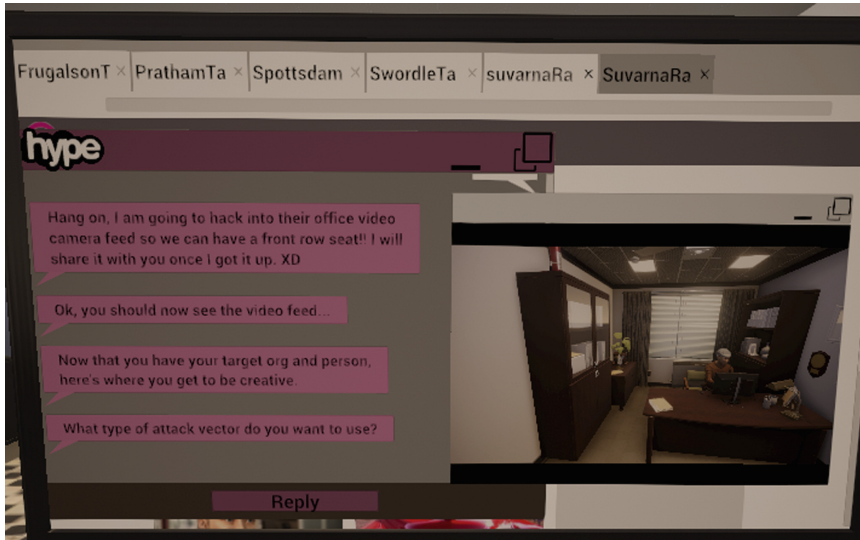 FrugalsonT ×
PrathamTa ×
Spottsdam ×
SwordleTa ×
suvarnaRa ×
SuvarnaRa ×
hype
Hang on, I am going to hack into their office video
camera feed so we can have a front row seat!! I will
share it with you once I got it up. XD
Ok, you should now see the video feed...
Now that you have your target org and person,
here's where you get to be creative.
What type of attack vector do you want to use?
Reply